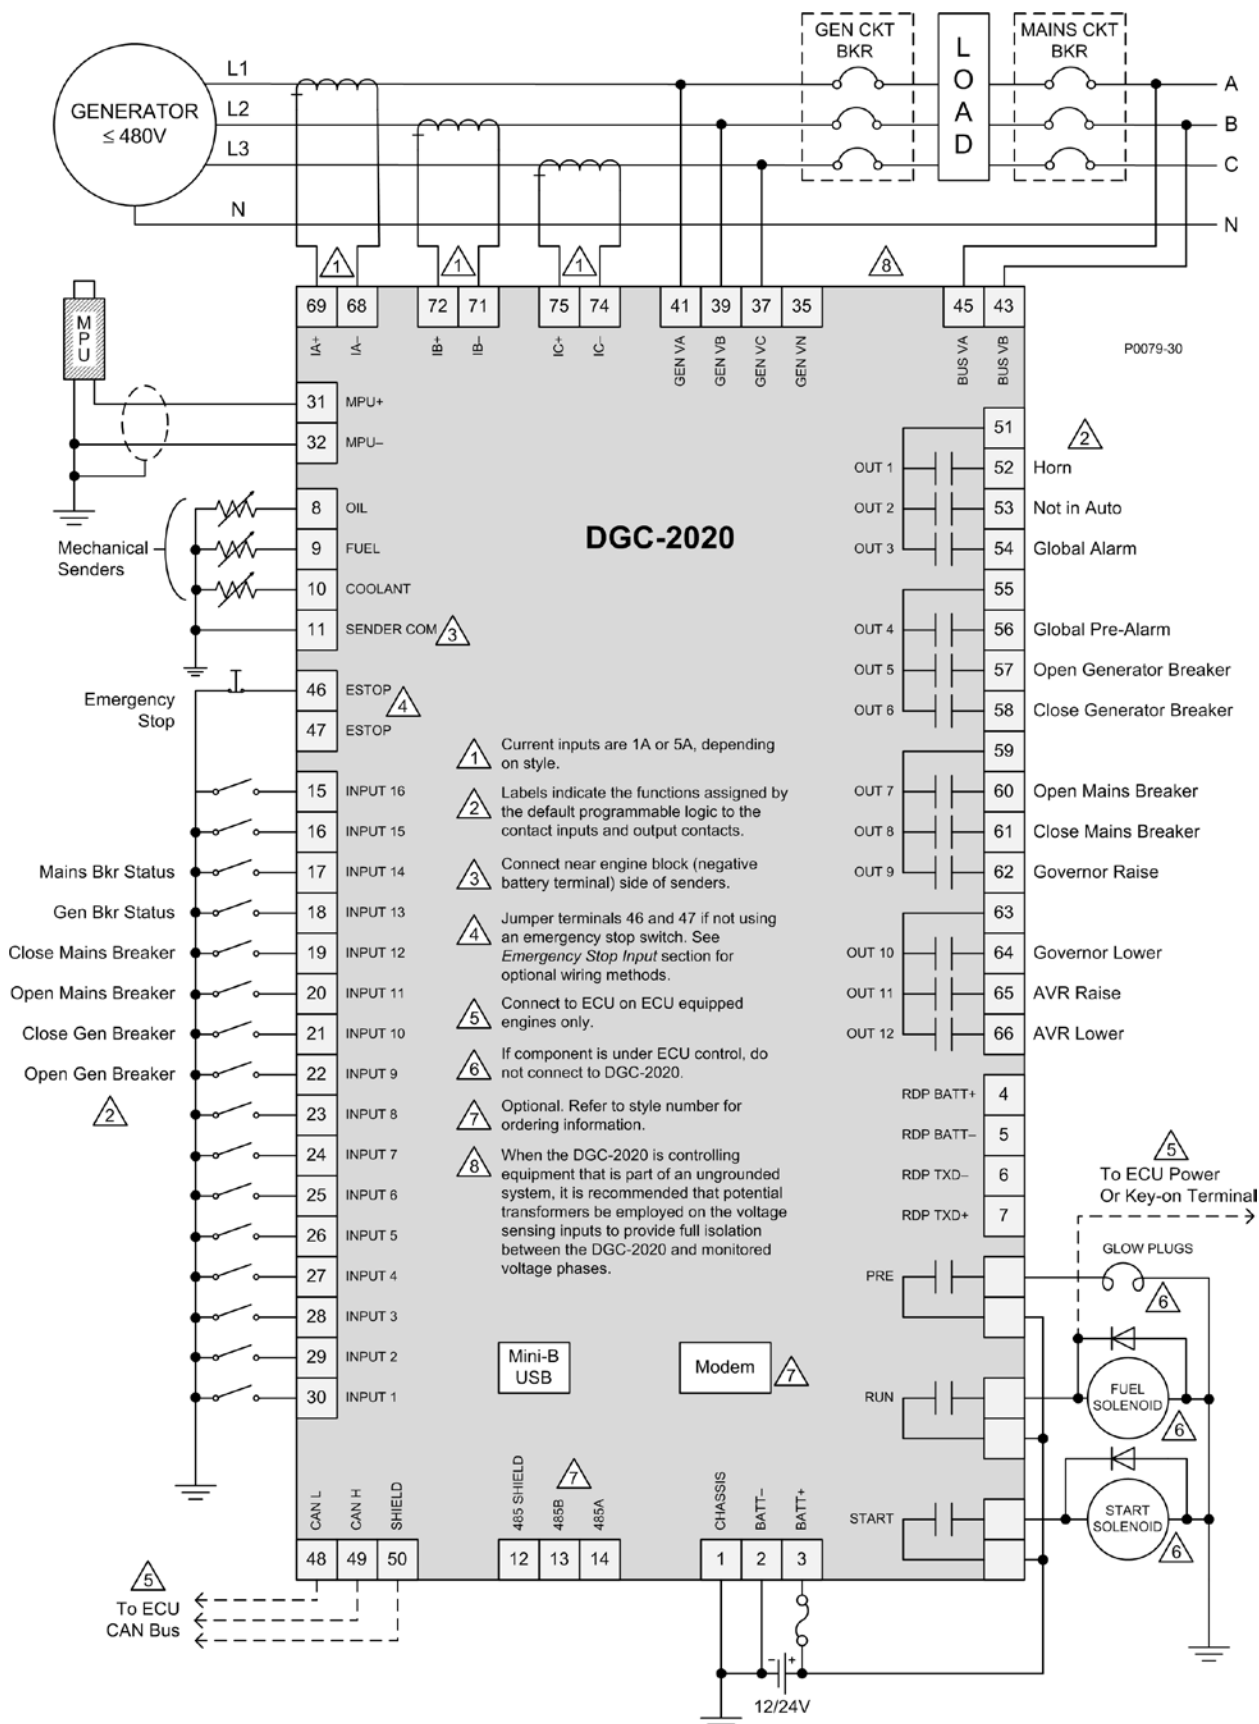 GEN CKT
BKR
LOAD
MAINS CKT
BKR
GENERATOR
≤ 480V
L1
L2
L3
N
A
B
C
N
1
1
1
8
MPU
69
68
72
71
75
74
41
39
37
35
45
43
IA+
IA–
IB+
IB–
IC+
IC–
GEN VA
GEN VB
GEN VC
GEN VN
BUS VA
BUS VB
P0079-30
31 MPU+
32 MPU–
Mechanical
Senders
8 OIL
9 FUEL
10 COOLANT
11 SENDER COM 3
Emergency
Stop
46 ESTOP
4
47 ESTOP
15 INPUT 16
16 INPUT 15
Mains Bkr Status 17 INPUT 14
Gen Bkr Status 18 INPUT 13
Close Mains Breaker 19 INPUT 12
Open Mains Breaker 20 INPUT 11
Close Gen Breaker 21 INPUT 10
Open Gen Breaker 22 INPUT 9
2
23 INPUT 8
24 INPUT 7
25 INPUT 6
26 INPUT 5
27 INPUT 4
28 INPUT 3
29 INPUT 2
30 INPUT 1
DGC-2020
1 Current inputs are 1A or 5A, depending
on style.
2 Labels indicate the functions assigned by
the default programmable logic to the
contact inputs and output contacts.
3 Connect near engine block (negative
battery terminal) side of senders.
4 Jumper terminals 46 and 47 if not using
an emergency stop switch. See
Emergency Stop Input section for
optional wiring methods.
5 Connect to ECU on ECU equipped
engines only.
6 If component is under ECU control, do
not connect to DGC-2020.
7 Optional. Refer to style number for
ordering information.
8 When the DGC-2020 is controlling
equipment that is part of an ungrounded
system, it is recommended that potential
transformers be employed on the voltage
sensing inputs to provide full isolation
between the DGC-2020 and monitored
voltage phases.
51
2
OUT 1 52 Horn
OUT 2 53 Not in Auto
OUT 3 54 Global Alarm
55
OUT 4 56 Global Pre-Alarm
OUT 5 57 Open Generator Breaker
OUT 6 58 Close Generator Breaker
59
OUT 7 60 Open Mains Breaker
OUT 8 61 Close Mains Breaker
OUT 9 62 Governor Raise
63
OUT 10 64 Governor Lower
OUT 11 65 AVR Raise
OUT 12 66 AVR Lower
RDP BATT+ 4
RDP BATT– 5
RDP TXD– 6
RDP TXD+ 7
5
To ECU Power
Or Key-on Terminal
GLOW PLUGS
PRE
6
RUN
FUEL
SOLENOID
6
START
START
SOLENOID
6
Mini-B
USB
Modem
7
CAN L
CAN H
SHIELD
485 SHIELD
485B
485A
7
CHASSIS
BATT–
BATT+
48
49
50
12
13
14
1
2
3
5
To ECU
CAN Bus
– +
12/24V